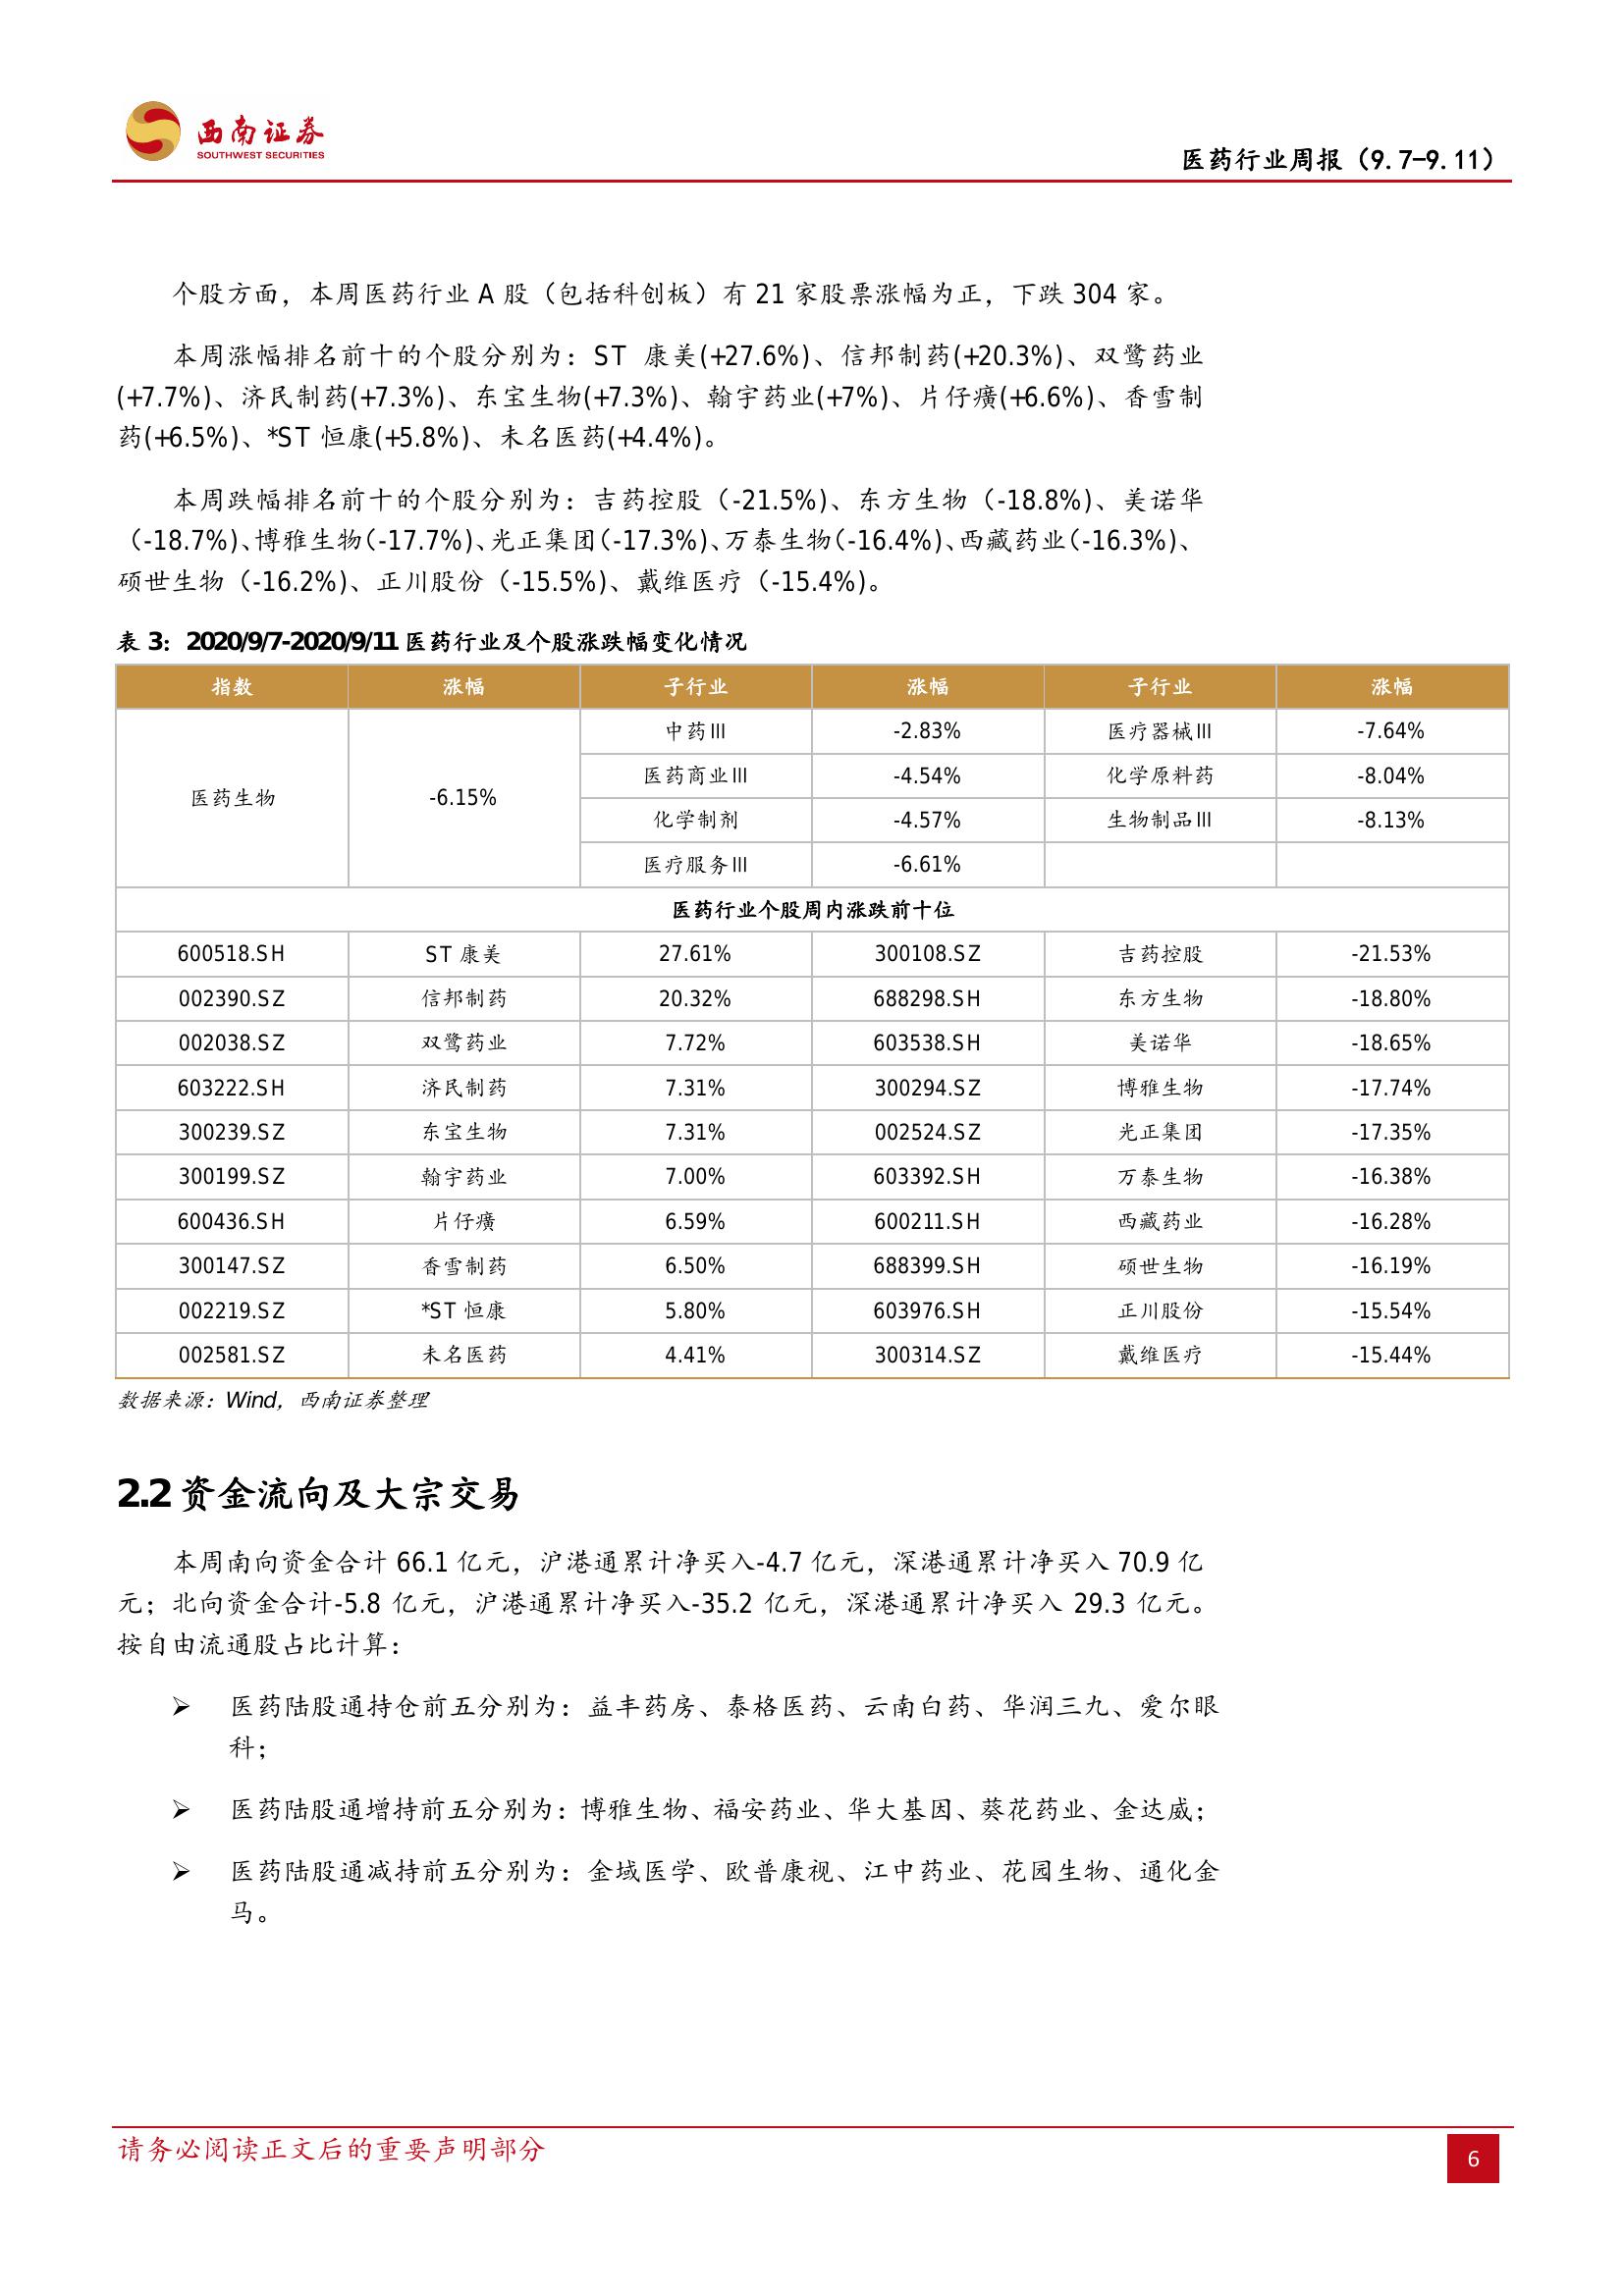 西南证券
SOUTHWEST SECURITIES
医药行业周报（9.7-9.11）
个股方面，本周医药行业 A 股（包括科创板）有 21 家股票涨幅为正，下跌 304 家。
本周涨幅排名前十的个股分别为：ST 康美(+27.6%)、信邦制药(+20.3%)、双鹭药业
(+7.7%)、济民制药(+7.3%)、东宝生物(+7.3%)、翰宇药业(+7%)、片仔癀(+6.6%)、香雪制
药(+6.5%)、*ST 恒康(+5.8%)、未名医药(+4.4%)。
本周跌幅排名前十的个股分别为：吉药控股（-21.5%)、东方生物（-18.8%)、美诺华
（-18.7%)、博雅生物（-17.7%)、光正集团（-17.3%)、万泰生物（-16.4%)、西藏药业（-16.3%)、
硕世生物（-16.2%)、正川股份（-15.5%)、戴维医疗（-15.4%)。
表 3：2020/9/7-2020/9/11 医药行业及个股涨跌幅变化情况
指数 涨幅 子行业 涨幅 子行业 涨幅
医药生物 -6.15% 中药Ⅲ -2.83% 医疗器械Ⅲ -7.64%
医药商业Ⅲ -4.54% 化学原料药 -8.04%
化学制剂 -4.57% 生物制品Ⅲ -8.13%
医疗服务Ⅲ -6.61%
医药行业个股周内涨跌前十位
600518.SH ST 康美 27.61% 300108.SZ 吉药控股 -21.53%
002390.SZ 信邦制药 20.32% 688298.SH 东方生物 -18.80%
002038.SZ 双鹭药业 7.72% 603538.SH 美诺华 -18.65%
603222.SH 济民制药 7.31% 300294.SZ 博雅生物 -17.74%
300239.SZ 东宝生物 7.31% 002524.SZ 光正集团 -17.35%
300199.SZ 翰宇药业 7.00% 603392.SH 万泰生物 -16.38%
600436.SH 片仔癀 6.59% 600211.SH 西藏药业 -16.28%
300147.SZ 香雪制药 6.50% 688399.SH 硕世生物 -16.19%
002219.SZ *ST 恒康 5.80% 603976.SH 正川股份 -15.54%
002581.SZ 未名医药 4.41% 300314.SZ 戴维医疗 -15.44%
数据来源：Wind，西南证券整理
2.2 资金流向及大宗交易
本周南向资金合计 66.1 亿元，沪港通累计净买入-4.7 亿元，深港通累计净买入 70.9 亿
元；北向资金合计-5.8 亿元，沪港通累计净买入-35.2 亿元，深港通累计净买入 29.3 亿元。
按自由流通股占比计算：
➢ 医药陆股通持仓前五分别为：益丰药房、泰格医药、云南白药、华润三九、爱尔眼
科；
➢ 医药陆股通增持前五分别为：博雅生物、福安药业、华大基因、葵花药业、金达威；
➢ 医药陆股通减持前五分别为：金域医学、欧普康视、江中药业、花园生物、通化金
马。
请务必阅读正文后的重要声明部分
6